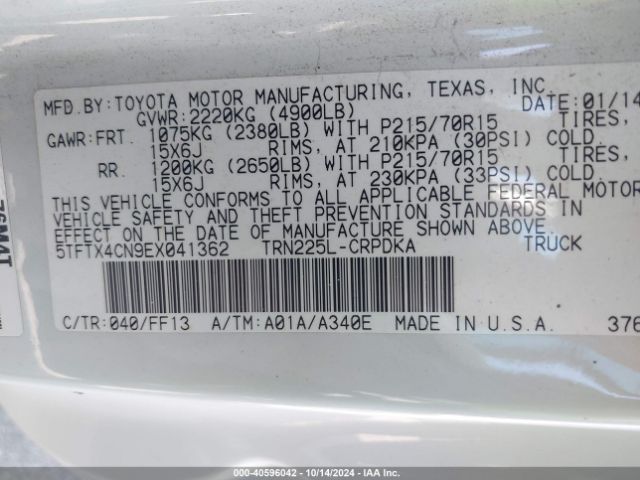 MFD. BY: TOYOTA MOTOR MANUFACTURING, TEXAS, INC.
GVWR: 2220KG (4900LB) DATE: 01/14
GAWR: FRT. 1075KG (2380LB) WITH P215/70R15 TIRES,
15X6J RIMS, AT 210KPA (30PSI) COLD.
RR. 1200KG (2650LB) WITH P215/70R15 TIRES,
15X6J RIMS, AT 230KPA (33PSI) COLD.
THIS VEHICLE CONFORMS TO ALL APPLICABLE FEDERAL MOTOR
VEHICLE SAFETY AND THEFT PREVENTION STANDARDS IN
EFFECT ON THE DATE OF MANUFACTURE SHOWN ABOVE.
5TFTX4CN9EX041362 TRN225L-CRPDKA TRUCK
C/TR: 040/FF13 A/TM: A01A/A340E MADE IN U.S.A. 376
000-40596042 - 10/14/2024 - COPART, IAA INC.